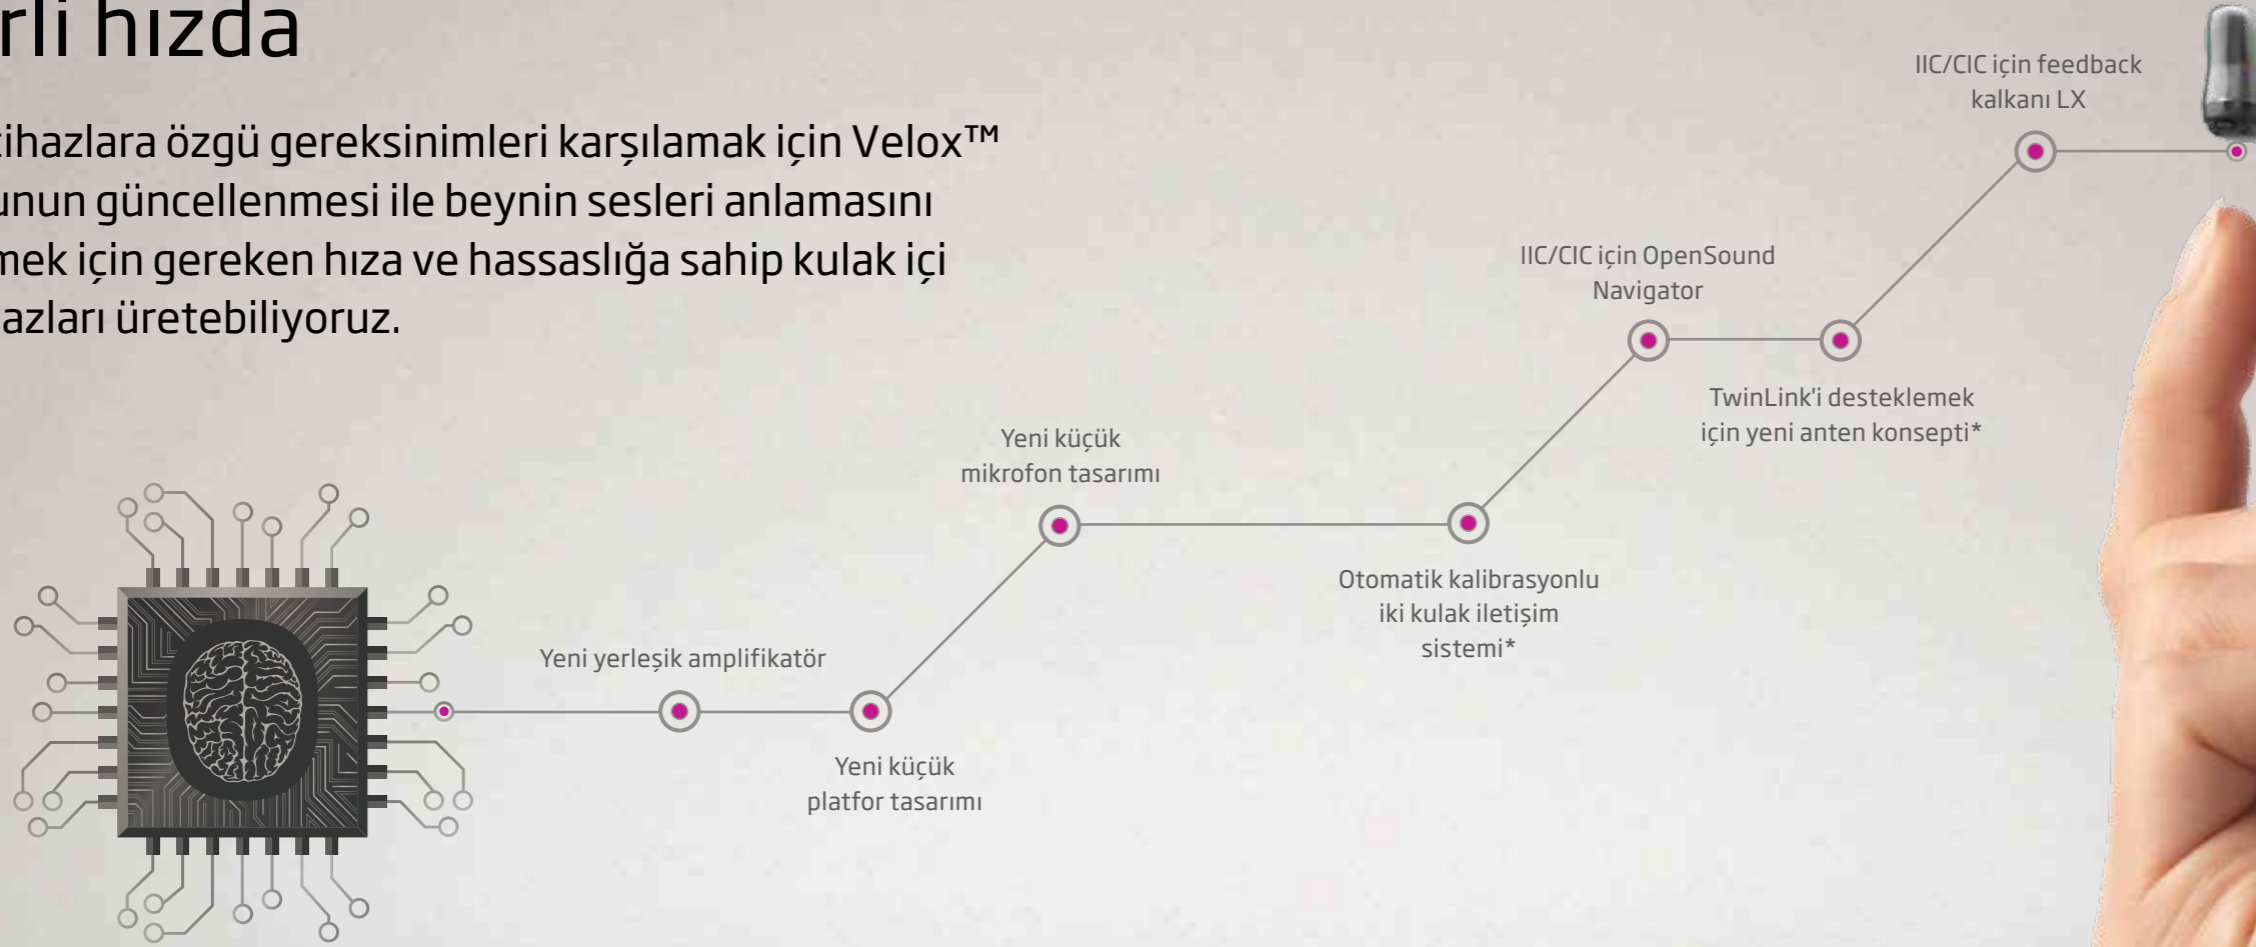 rli hızda
cihazlara özgü gereksinimleri karşılamak için Velox™
unun güncellenmesi ile beynin sesleri anlamasını
mek için gereken hıza ve hassaslığa sahip kulak içi
azları üretebiliyoruz.
IIC/CIC için feedback
kalkanı LX
IIC/CIC için OpenSound
Navigator
TwinLink'i desteklemek
için yeni anten konsepti*
Yeni küçük
mikrofon tasarımı
Otomatik kalibrasyonlu
iki kulak iletişim
sistemi*
Yeni yerleşik amplifikatör
Yeni küçük
platfor tasarımı